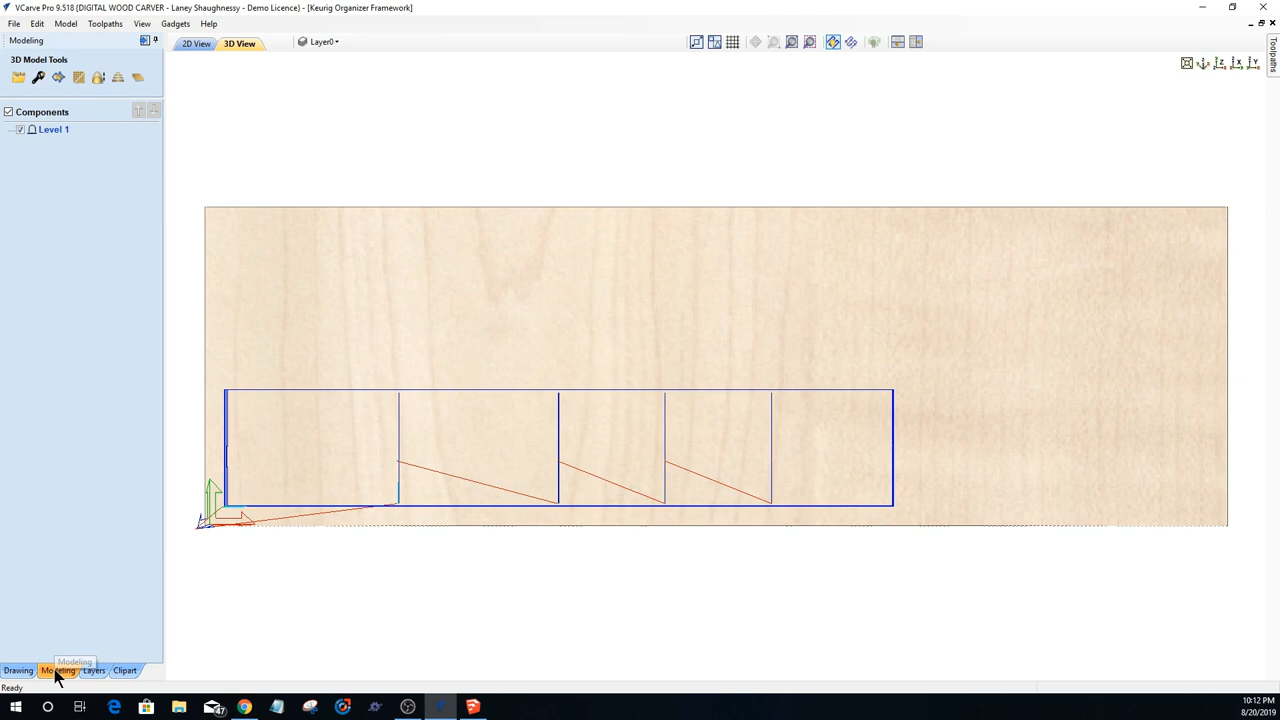 VCarve Pro 9.518 {DIGITAL WOOD CARVER - Laney Shaughnessy - Demo Licence} - [Keurig Organizer Framework]
File Edit Model Toolpaths View Gadgets Help
Modeling
2D View 3D View Layer0
Toolpaths
3D Model Tools
Z X Y
Components
Level 1
Modeling
Drawing Modeling Layers Clipart
Ready
47
10:12 PM
8/20/2019